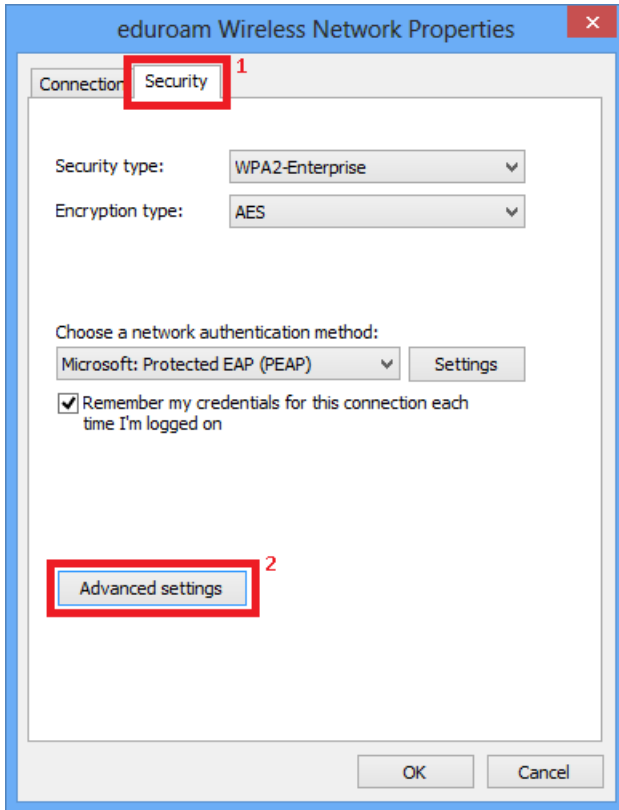 eduroam Wireless Network Properties
Connection Security 1
Security type: WPA2-Enterprise
Encryption type: AES
Choose a network authentication method:
Microsoft: Protected EAP (PEAP) Settings
Remember my credentials for this connection each
time I'm logged on
2
Advanced settings
OK Cancel